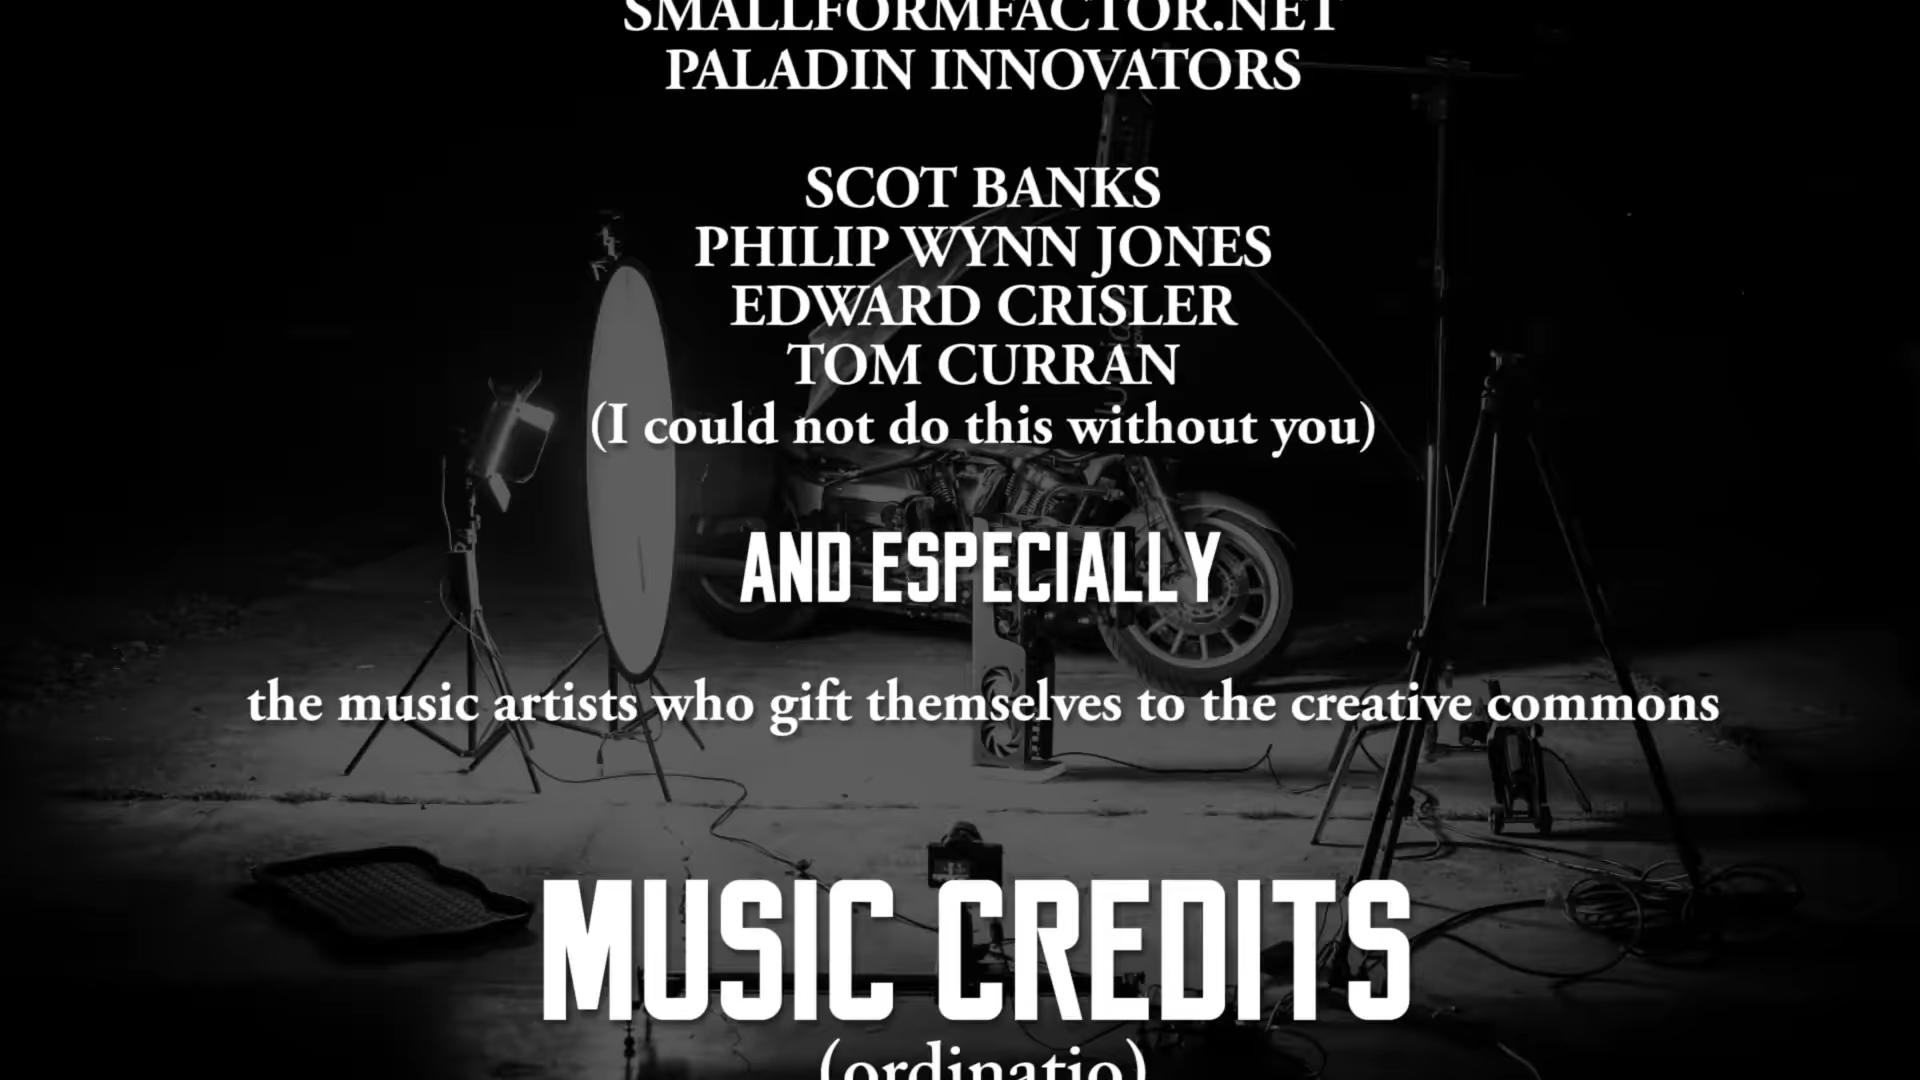 SMALLFORMFACTOR.NET
PALADIN INNOVATORS
SCOT BANKS
PHILIP WYNN JONES
EDWARD CRISLER
TOM CURRAN
(I could not do this without you)
AND ESPECIALLY
the music artists who gift themselves to the creative commons
MUSIC CREDITS
(ordinatio)